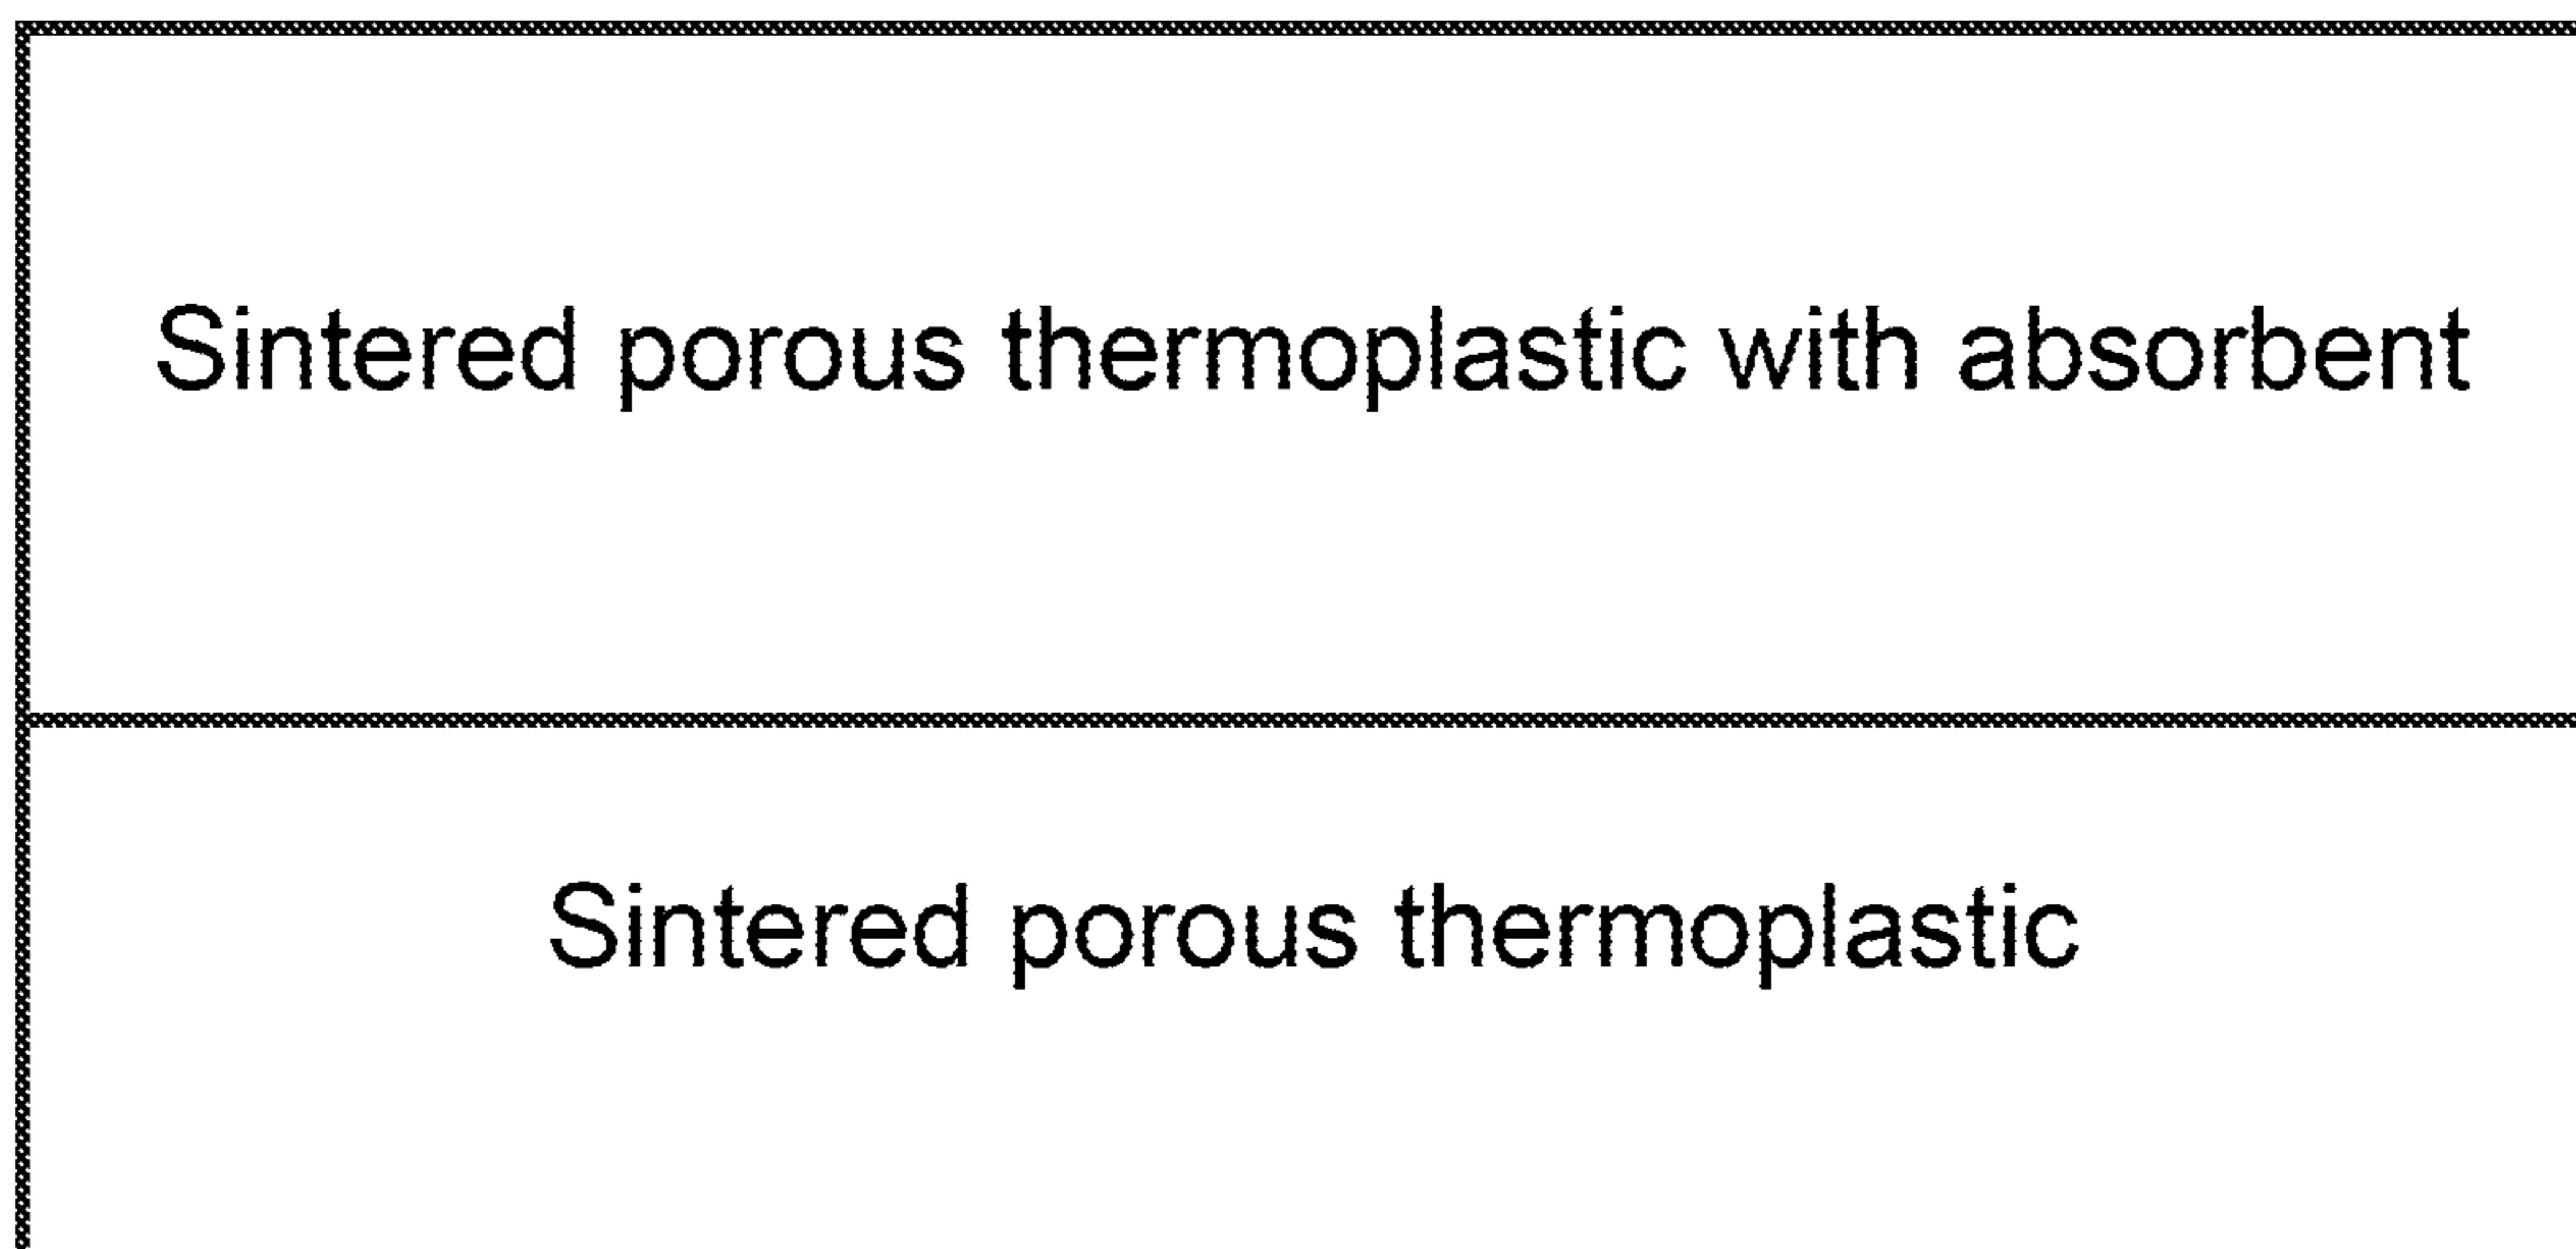 Sintered porous thermoplastic with absorbent
Sintered porous thermoplastic